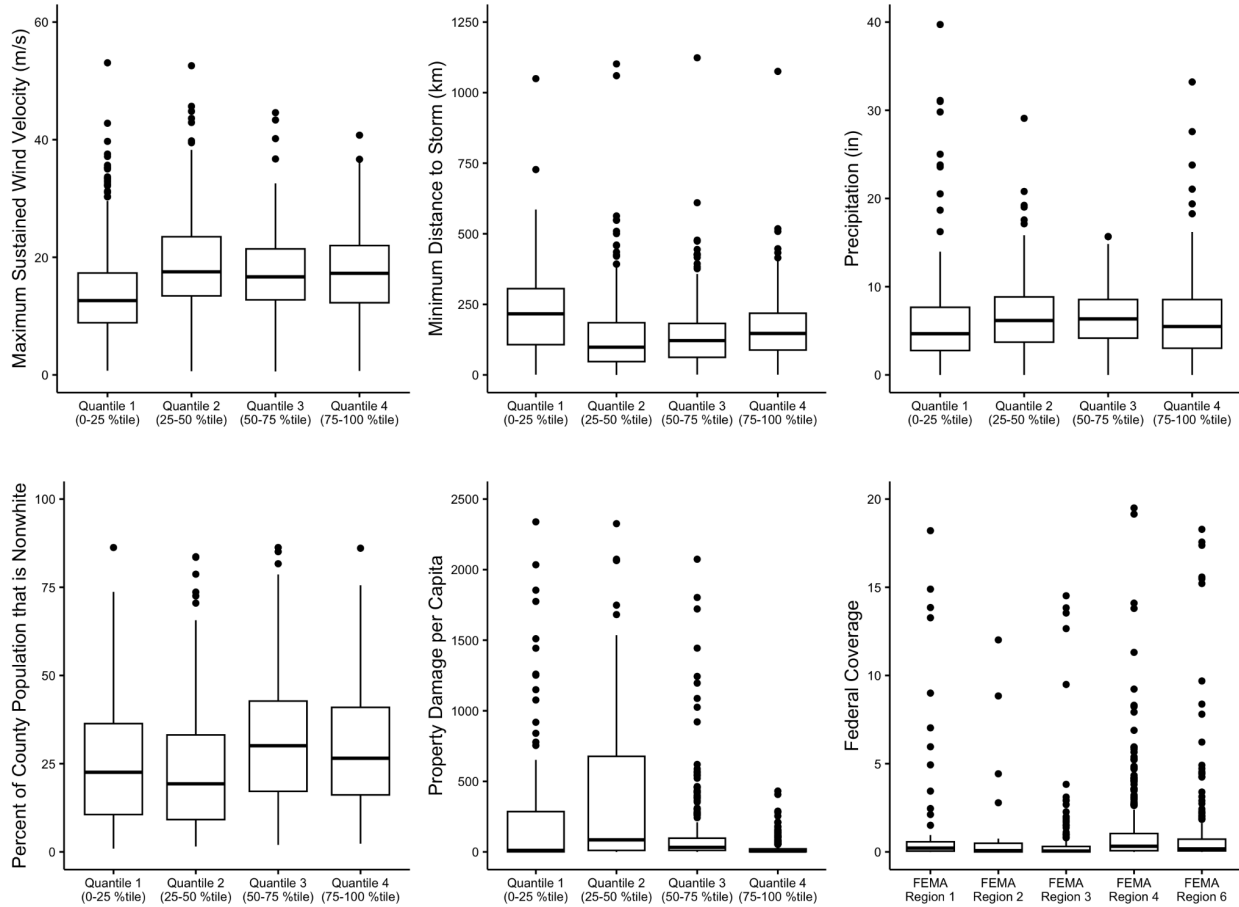 Maximum Sustained Wind Velocity (m/s)
60
40
20
0
Quantile 1
(0-25 %tile)
Quantile 2
(25-50 %tile)
Quantile 3
(50-75 %tile)
Quantile 4
(75-100 %tile)
Minimum Distance to Storm (km)
1250
1000
750
500
250
0
Quantile 1
(0-25 %tile)
Quantile 2
(25-50 %tile)
Quantile 3
(50-75 %tile)
Quantile 4
(75-100 %tile)
Precipitation (in)
40
30
20
10
0
Quantile 1
(0-25 %tile)
Quantile 2
(25-50 %tile)
Quantile 3
(50-75 %tile)
Quantile 4
(75-100 %tile)
Percent of County Population that is Nonwhite
100
75
50
25
0
Quantile 1
(0-25 %tile)
Quantile 2
(25-50 %tile)
Quantile 3
(50-75 %tile)
Quantile 4
(75-100 %tile)
Property Damage per Capita
2500
2000
1500
1000
500
0
Quantile 1
(0-25 %tile)
Quantile 2
(25-50 %tile)
Quantile 3
(50-75 %tile)
Quantile 4
(75-100 %tile)
Federal Coverage
20
15
10
5
0
FEMA
Region 1
FEMA
Region 2
FEMA
Region 3
FEMA
Region 4
FEMA
Region 6